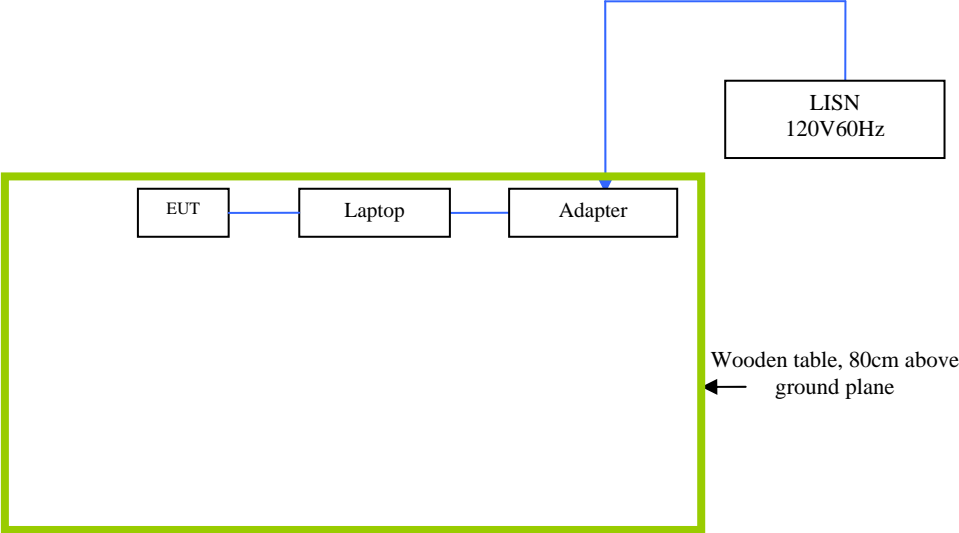 LISN
120V60Hz
EUT
Laptop
Adapter
Wooden table, 80cm above
ground plane